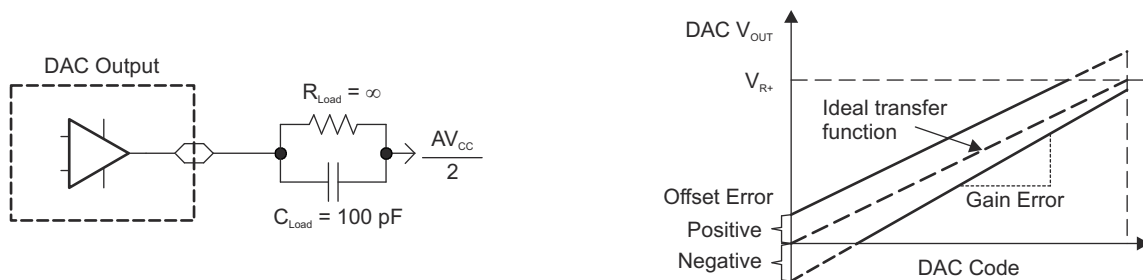 DAC Output
R_Load = ∞
C_Load = 100 pF
AV_CC
2
DAC V_OUT
V_R+
Ideal transfer
function
Offset Error
Positive
Negative
Gain Error
DAC Code